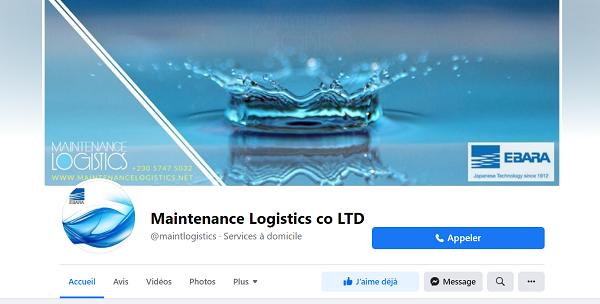 MAINTENANCE
LOGISTICS
+230 5747 5032
WWW.MAINTENANCELOGISTICS.NET
EBARA
Japanese Technology since 1912
EBARA
Maintenance Logistics co LTD
@maintlogistics · Services à domicile
Appeler
Accueil Avis Vidéos Photos Plus J'aime déjà Message